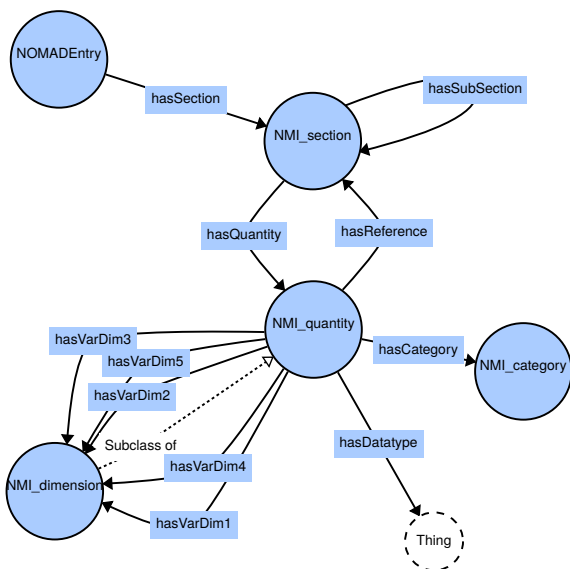 NOMADEntry
hasSubSection
hasSection
NMI_section
hasQuantity
hasReference
NMI_quantity
hasVarDim3
hasCategory
hasVarDim5
NMI_category
hasVarDim2
Subclass of
hasDatatype
hasVarDim4
NMI_dimension
hasVarDim1
Thing